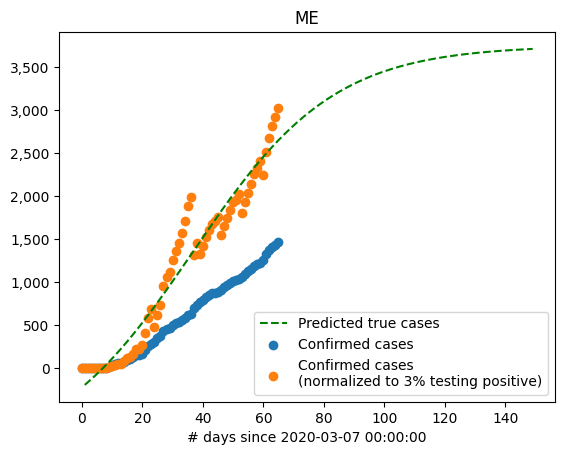 ME
3,500
3,000
2,500
2,000
1,500
1,000
500
0
Predicted true cases
Confirmed cases
Confirmed cases
(normalized to 3% testing positive)
0 20 40 60 80 100 120 140
# days since 2020-03-07 00:00:00